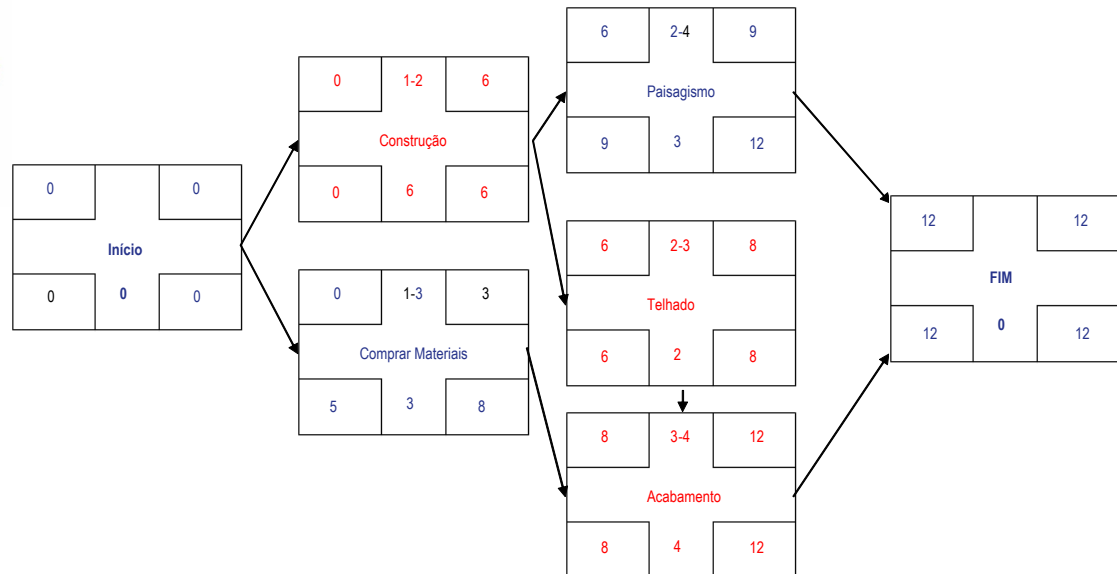 0 0
Início
0 0 0
0 1-2 6
Construção
0 6 6
0 1-3 3
Comprar Materiais
5 3 8
6 2-4 9
Paisagismo
9 3 12
6 2-3 8
Telhado
6 2 8
8 3-4 12
Acabamento
8 4 12
12 12
FIM
12 0 12